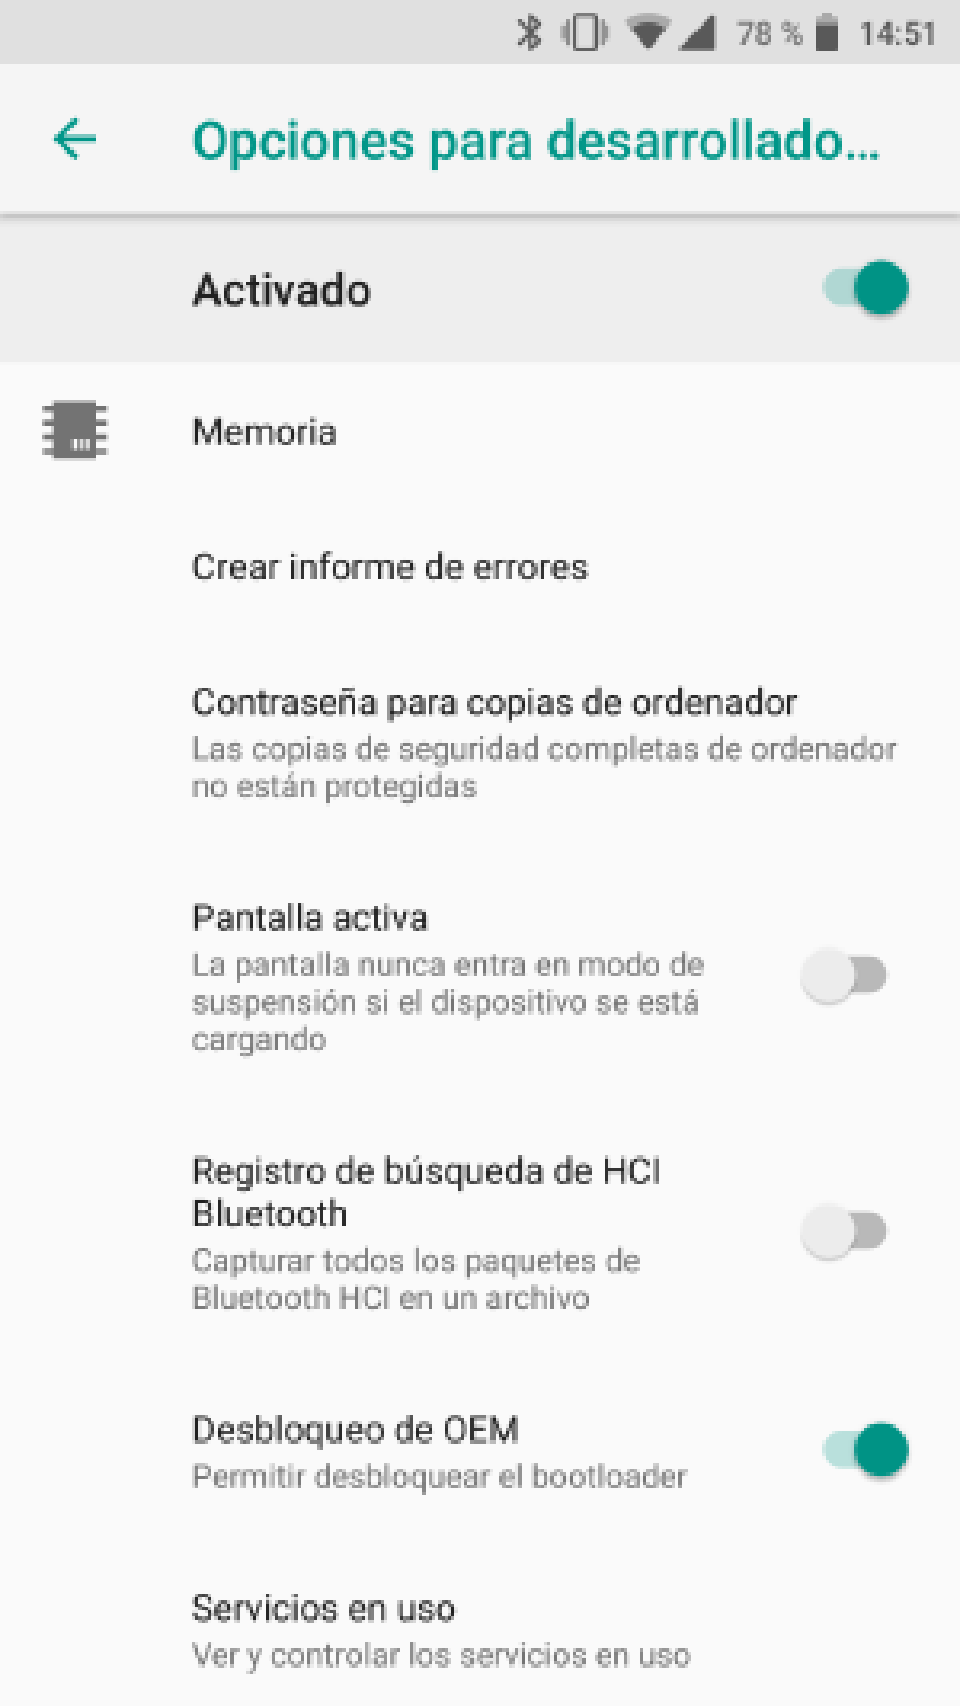 78 % 14:51
Opciones para desarrollado...
Activado
Memoria
Crear informe de errores
Contraseña para copias de ordenador
Las copias de seguridad completas de ordenador
no están protegidas
Pantalla activa
La pantalla nunca entra en modo de
suspensión si el dispositivo se está
cargando
Registro de búsqueda de HCI
Bluetooth
Capturar todos los paquetes de
Bluetooth HCI en un archivo
Desbloqueo de OEM
Permitir desbloquear el bootloader
Servicios en uso
Ver y controlar los servicios en uso